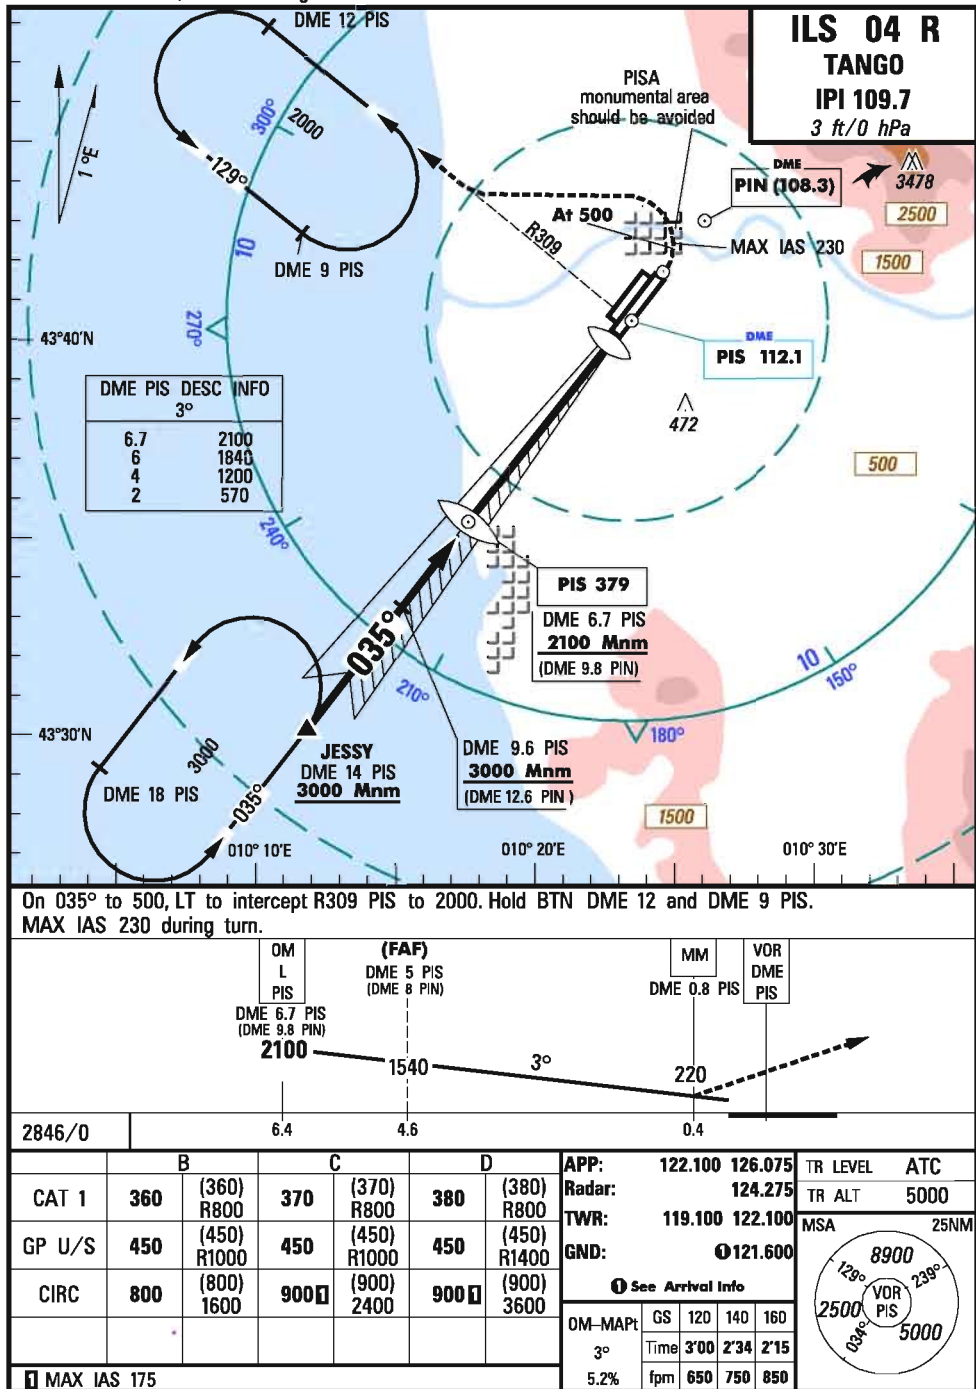 DME 12 PIS
ILS 04 R
TANGO
IPI 109.7
3 ft/0 hPa
PISA
monumental area
should be avoided
1°E
300°
2000
129°
DME
PIN (108.3)
3478
2500
At 500
R309
MAX IAS 230
1500
10
DME 9 PIS
270°
43°40'N
DME
PIS 112.1
DME PIS DESC INFO
3°
6.7 2100
6 1840
4 1200
2 570
472
500
240°
PIS 379
DME 6.7 PIS
2100 Mnm
(DME 9.8 PIN)
035°
210°
10
150°
180°
43°30'N
JESSY
DME 14 PIS
3000 Mnm
DME 9.6 PIS
3000 Mnm
(DME 12.6 PIN )
3000
DME 18 PIS
035°
1500
010° 10'E
010° 20'E
010° 30'E
On 035° to 500, LT to intercept R309 PIS to 2000. Hold BTN DME 12 and DME 9 PIS.
MAX IAS 230 during turn.
OM
L
PIS
DME 6.7 PIS
(DME 9.8 PIN)
2100
(FAF)
DME 5 PIS
(DME 8 PIN)
1540
3°
MM
DME 0.8 PIS
220
VOR
DME
PIS
2846/0
6.4
4.6
0.4
B C D
CAT 1 360 (360) R800 370 (370) R800 380 (380) R800
GP U/S 450 (450) R1000 450 (450) R1000 450 (450) R1400
CIRC 800 (800) 1600 900 1 (900) 2400 900 1 (900) 3600
1 MAX IAS 175
APP: 122.100 126.075
Radar: 124.275
TWR: 119.100 122.100
GND: 1 121.600
1 See Arrival Info
OM–MAPt
3°
5.2%
GS 120 140 160
Time 3'00 2'34 2'15
fpm 650 750 850
TR LEVEL ATC
TR ALT 5000
MSA 25NM
8900
129°
239°
VOR
PIS
2500
5000
034°